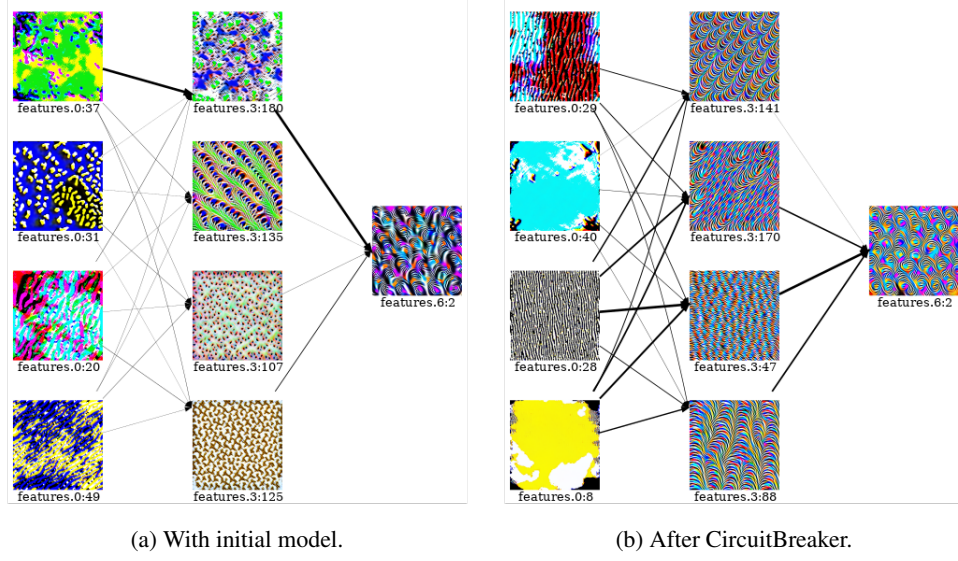 features.0:37
features.3:180
features.0:31
features.3:135
features.6:2
features.0:20
features.3:107
features.0:49
features.3:125
(a) With initial model.
features.0:29
features.3:141
features.0:40
features.3:170
features.6:2
features.0:28
features.3:47
features.0:8
features.3:88
(b) After CircuitBreaker.